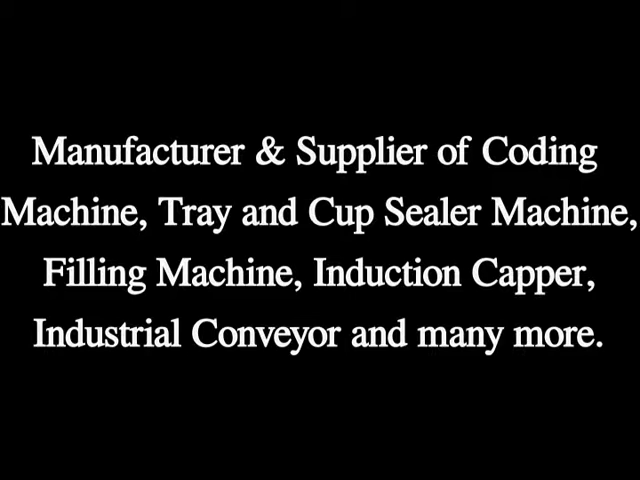 Manufacturer & Supplier of Coding
Machine, Tray and Cup Sealer Machine,
Filling Machine, Induction Capper,
Industrial Conveyor and many more.